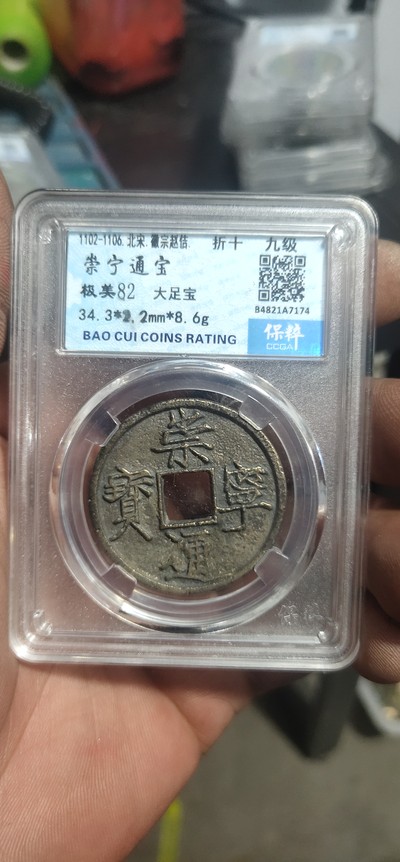 1102-1106.北宋.徽宗赵佶. 折十 九级
崇宁通宝
极美82 大足宝
34.3*2.2mm*8.6g
B4821A7174
BAO CUI COINS RATING
保粹
CCGA
崇
寶 寧
通